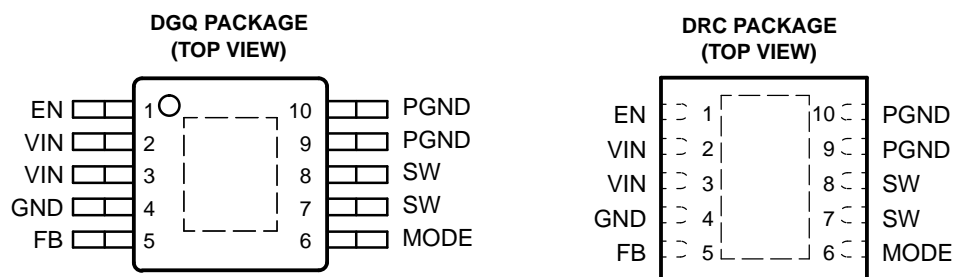 DGQ PACKAGE
(TOP VIEW)
EN 1 10 PGND
VIN 2 9 PGND
VIN 3 8 SW
GND 4 7 SW
FB 5 6 MODE
DRC PACKAGE
(TOP VIEW)
EN 1 10 PGND
VIN 2 9 PGND
VIN 3 8 SW
GND 4 7 SW
FB 5 6 MODE